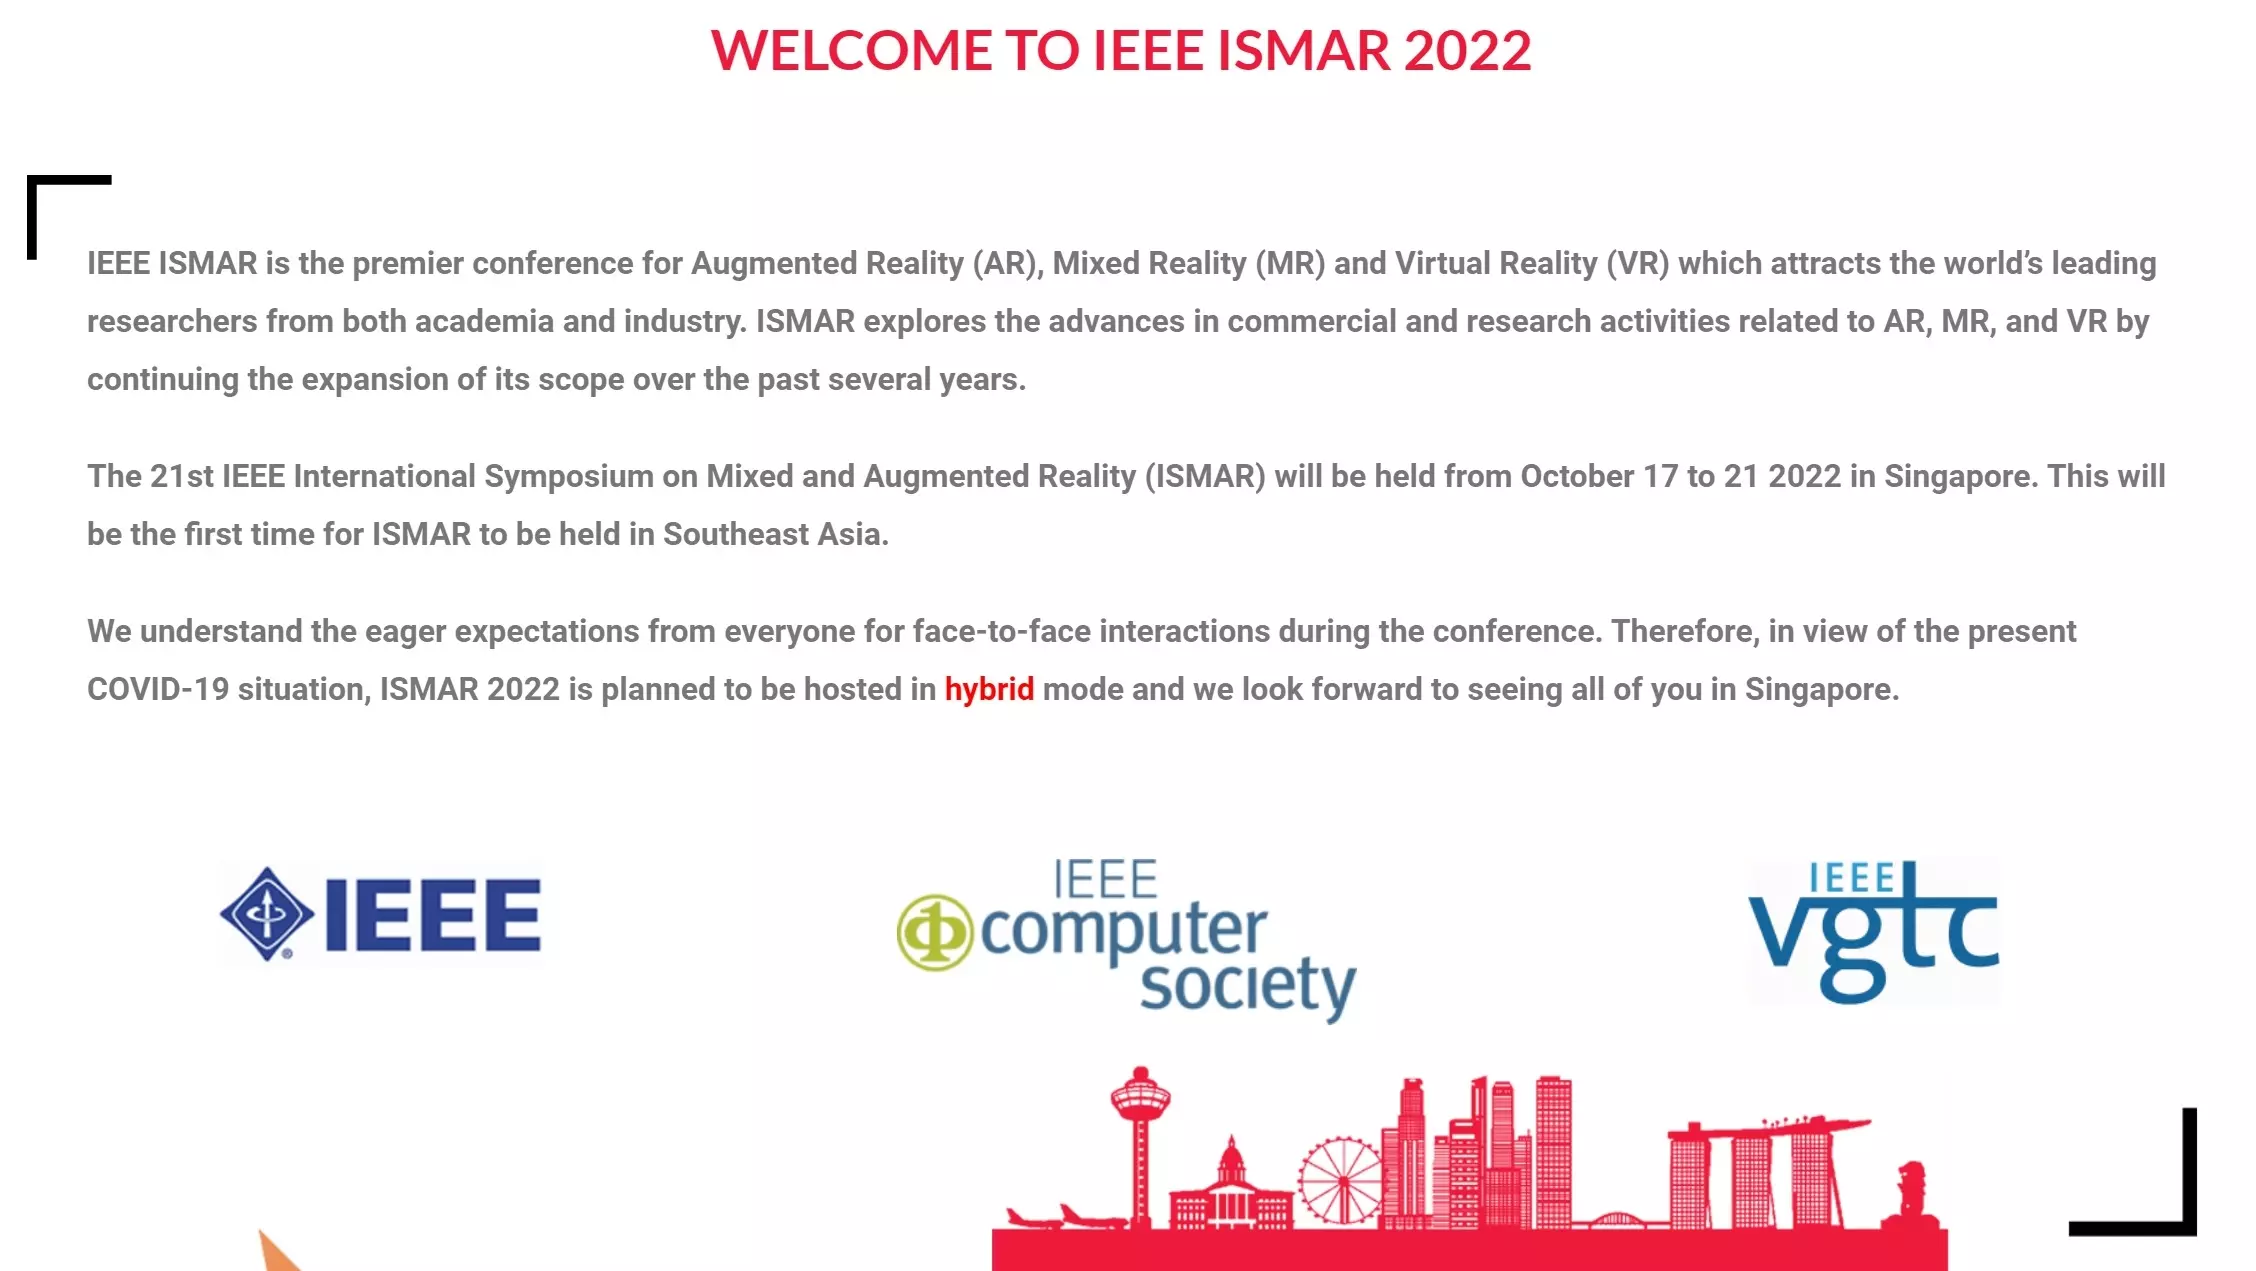 WELCOME TO IEEE ISMAR 2022
IEEE ISMAR is the premier conference for Augmented Reality (AR), Mixed Reality (MR) and Virtual Reality (VR) which attracts the world’s leading
researchers from both academia and industry. ISMAR explores the advances in commercial and research activities related to AR, MR, and VR by
continuing the expansion of its scope over the past several years.
The 21st IEEE International Symposium on Mixed and Augmented Reality (ISMAR) will be held from October 17 to 21 2022 in Singapore. This will
be the first time for ISMAR to be held in Southeast Asia.
We understand the eager expectations from everyone for face-to-face interactions during the conference. Therefore, in view of the present
COVID-19 situation, ISMAR 2022 is planned to be hosted in hybrid mode and we look forward to seeing all of you in Singapore.
IEEE ®
IEEE
computer
society
IEEE
vgtc